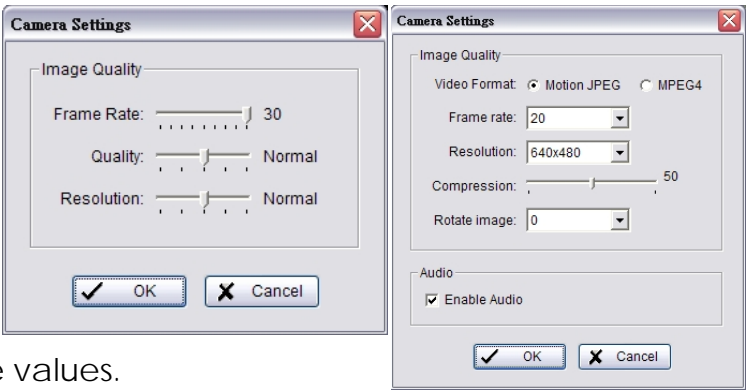 Camera Settings
Image Quality
Frame Rate: 30
Quality: Normal
Resolution: Normal
OK Cancel
Camera Settings
Image Quality
Video Format: Motion JPEG MPEG4
Frame rate: 20
Resolution: 640x480
Compression: 50
Rotate image: 0
Audio
Enable Audio
OK Cancel
values.